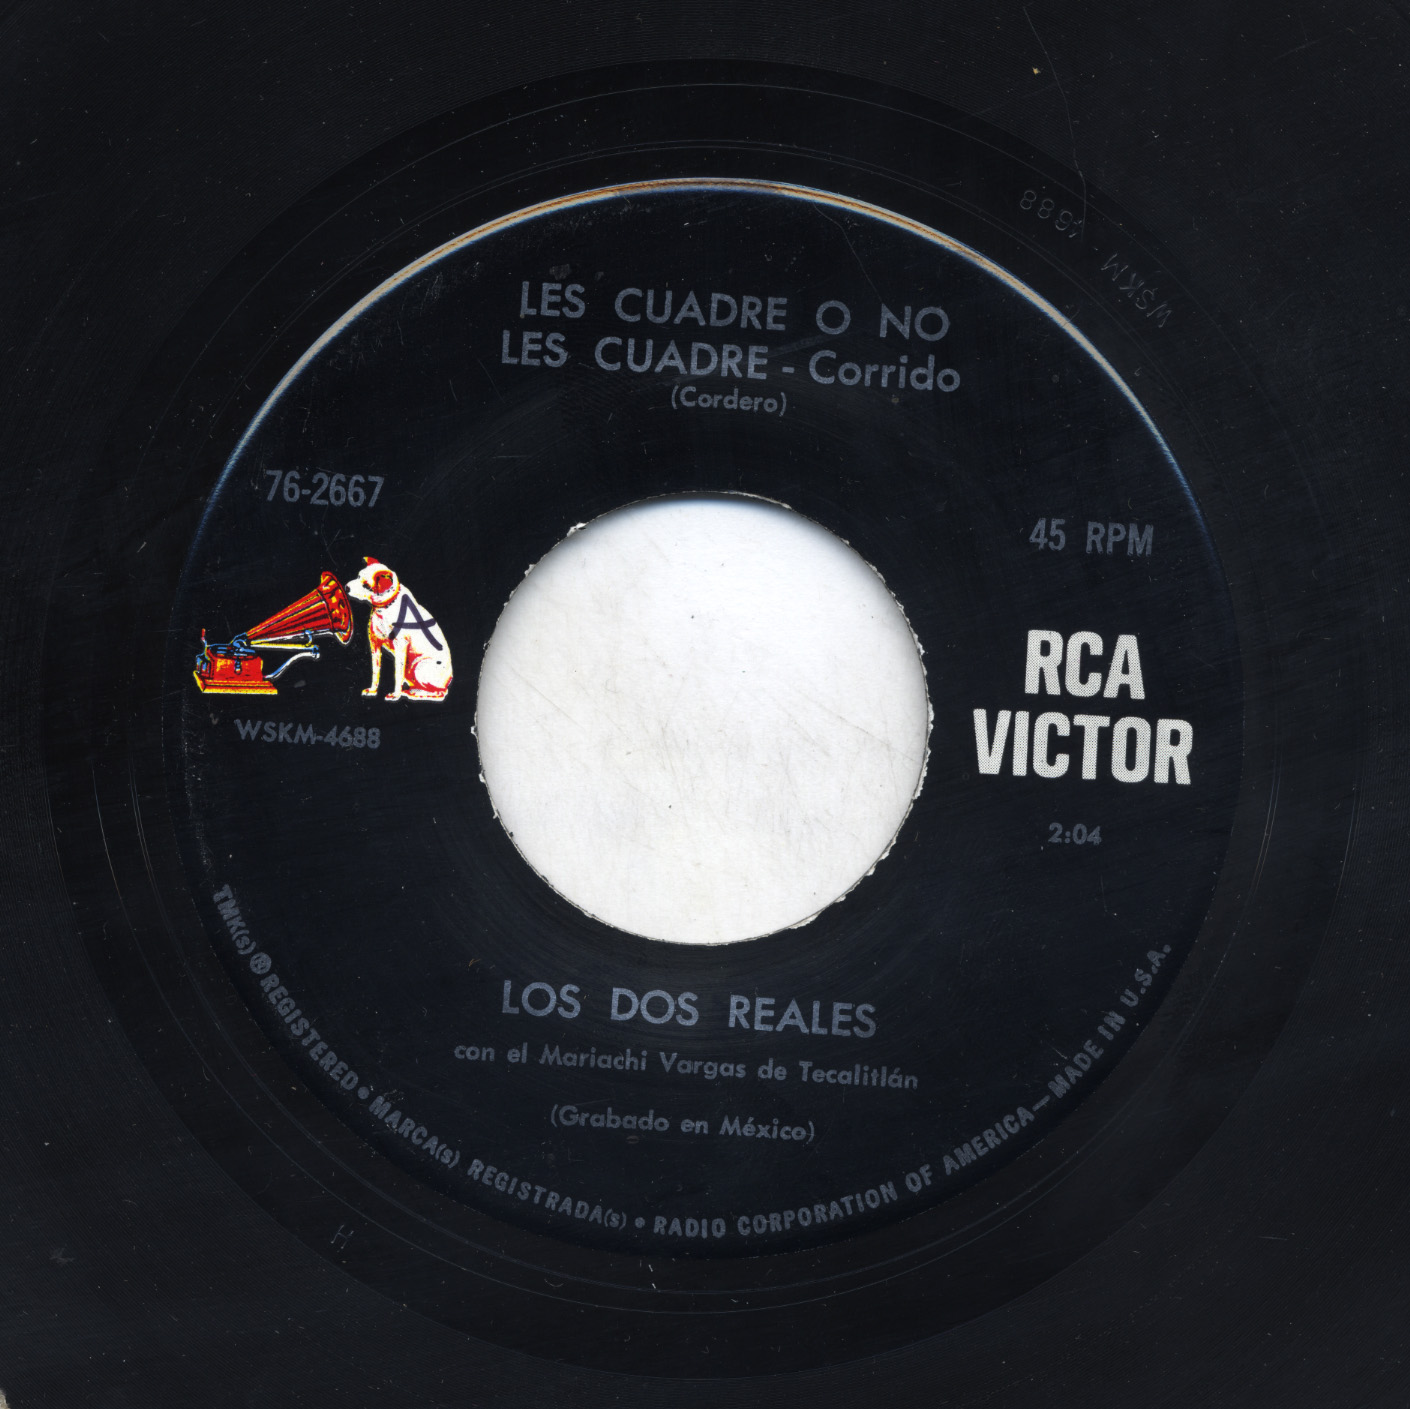 LES CUADRE O NO
LES CUADRE - Corrido
(Cordero)
76-2667
45 RPM
A
RCA
VICTOR
WSKM-4688
2:04
LOS DOS REALES
con el Mariachi Vargas de Tecalitlán
(Grabado en México)
TMK(s) ® REGISTERED • MARCA(s) REGISTRADA(s) • RADIO CORPORATION OF AMERICA — MADE IN U.S.A.
WSKM - 4688
H